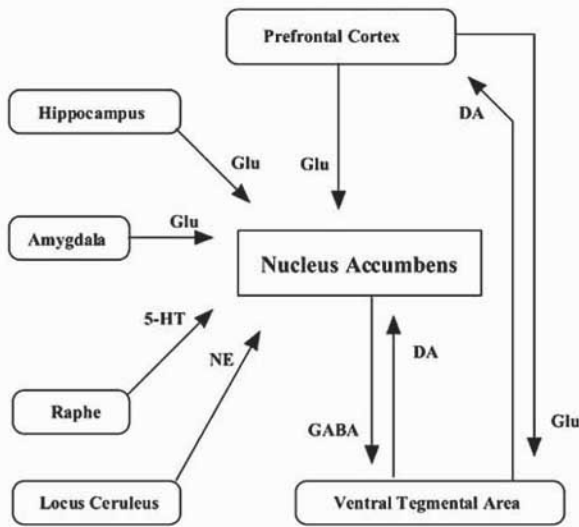 Prefrontal Cortex
Hippocampus
DA
Glu
Glu
Amygdala
Glu
Nucleus Accumbens
5-HT
NE
DA
Raphe
GABA
Glu
Locus Ceruleus
Ventral Tegmental Area